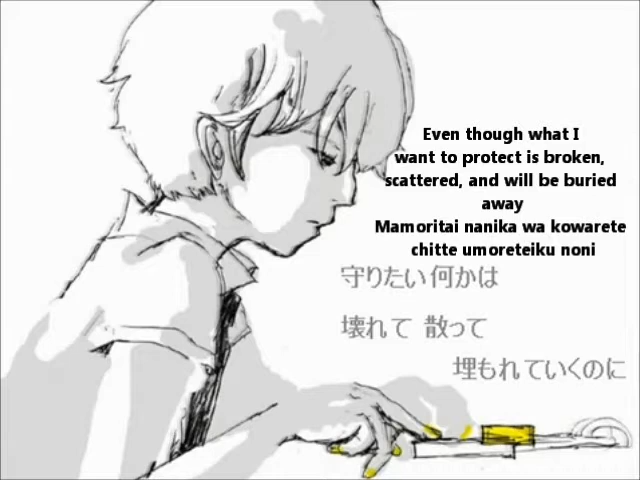 Even though what I
want to protect is broken,
scattered, and will be buried
away
Mamoritai nanika wa kowarete
chitte umoreteiku noni
守りたい何かは
壊れて 散って
埋もれていくのに